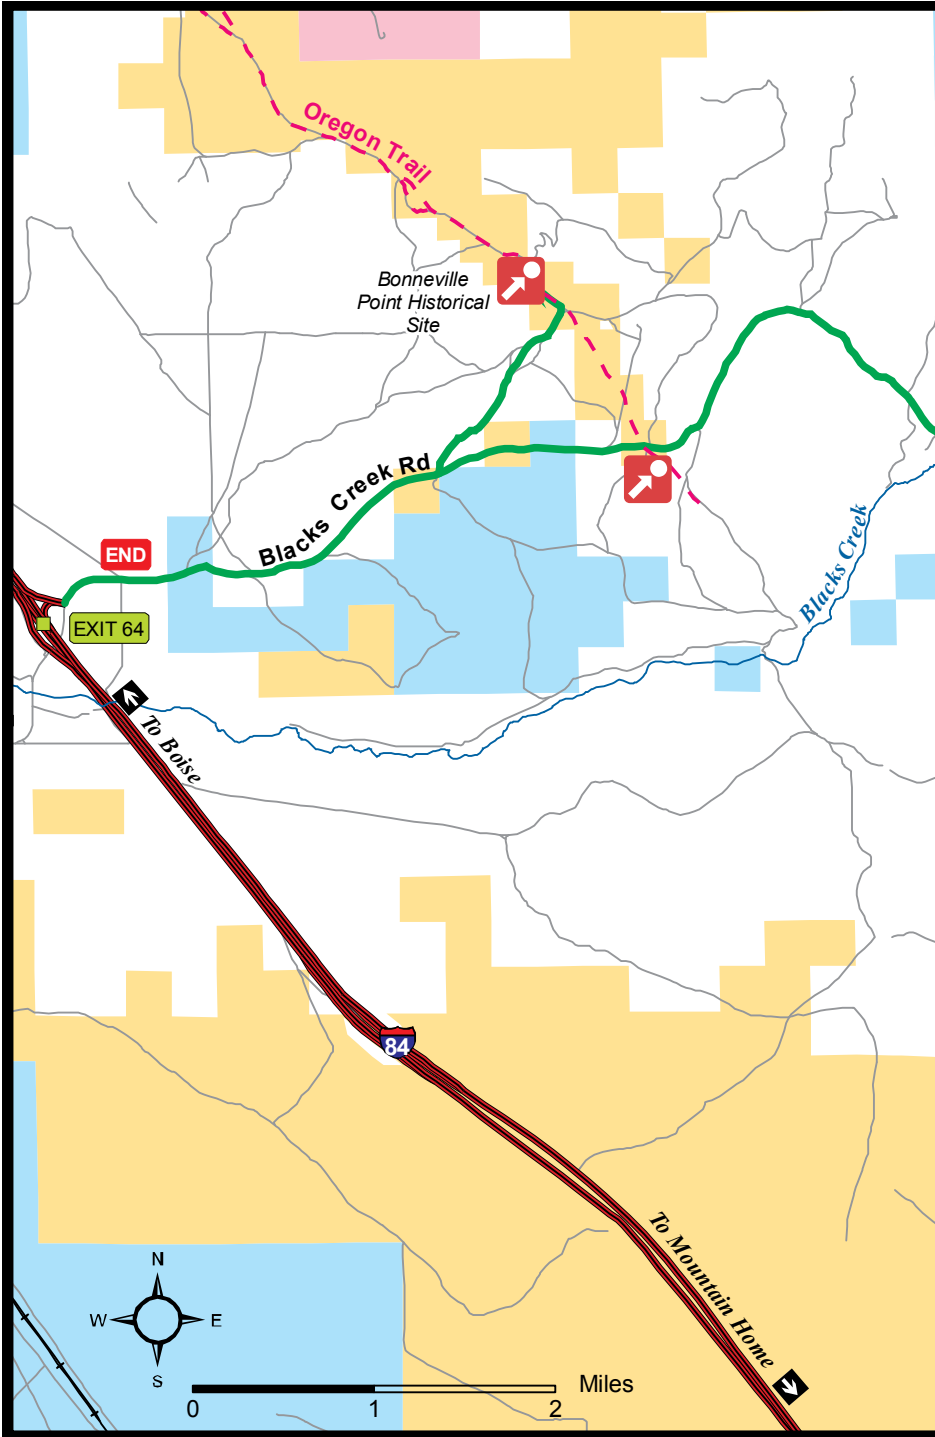 Oregon Trail
Bonneville
Point Historical
Site
Blacks Creek Rd
END
EXIT 64
Blacks Creek
To Boise
84
To Mountain Home
N
W E
S
Miles
0 1 2